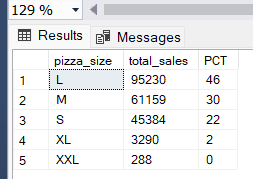 129 %
Results Messages
pizza_size total_sales PCT
1 L 95230 46
2 M 61159 30
3 S 45384 22
4 XL 3290 2
5 XXL 288 0